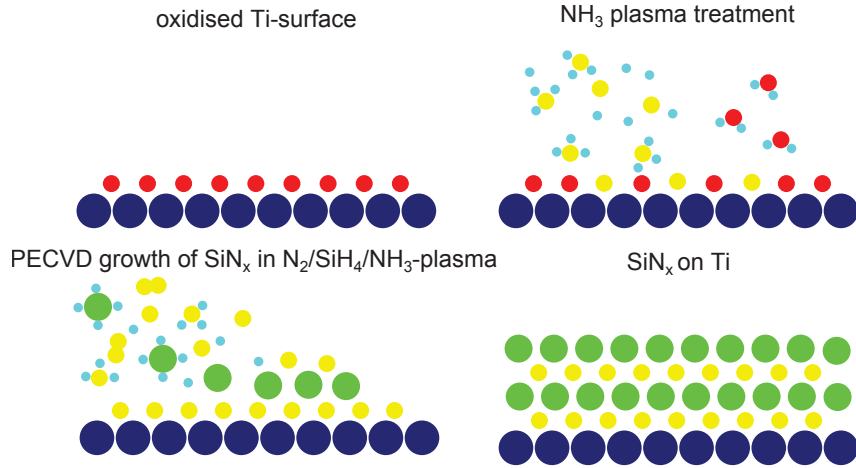 oxidised Ti-surface
NH₃ plasma treatment
PECVD growth of SiNₓ in N₂/SiH₄/NH₃-plasma
SiNₓ on Ti